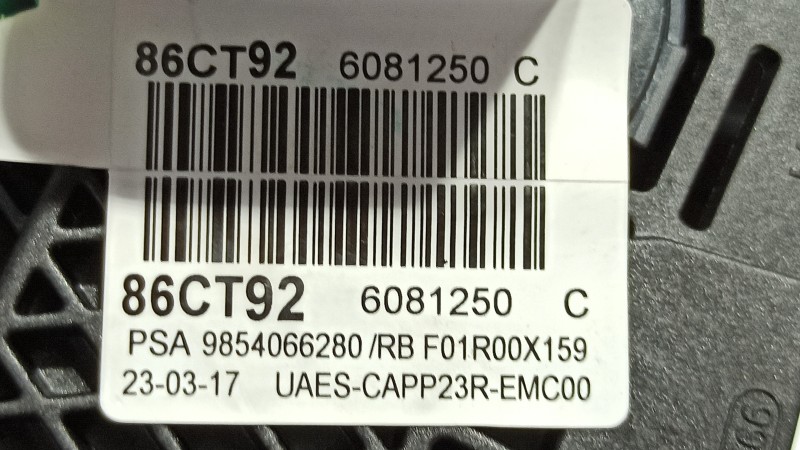 86CT92 6081250 C
86CT92 6081250 C
PSA 9854066280 /RB F01R00X159
23-03-17 UAES-CAPP23R-EMC00